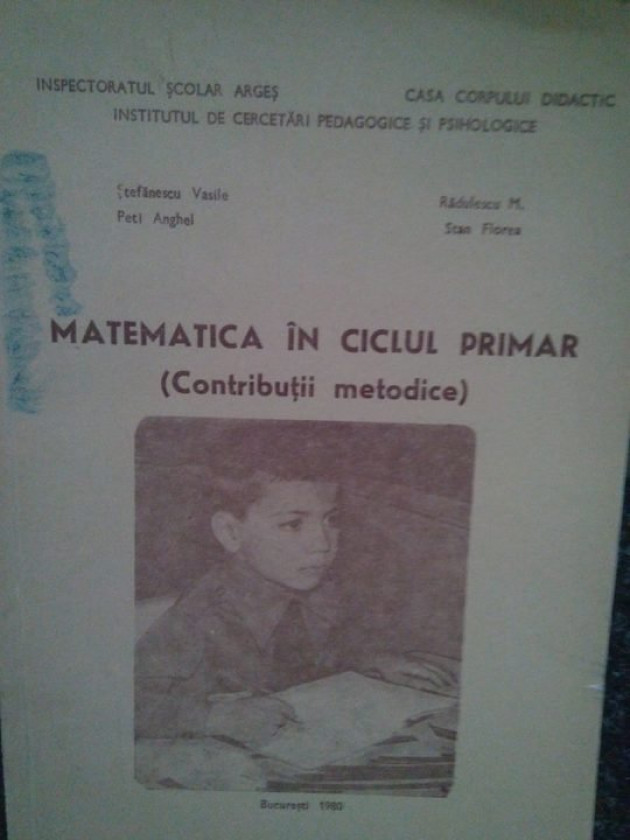 INSPECTORATUL ŞCOLAR ARGEŞ
CASA CORPULUI DIDACTIC
INSTITUTUL DE CERCETĂRI PEDAGOGICE ŞI PSIHOLOGICE
Ştefănescu Vasile
Peti Anghel
Rădulescu M.
Stan Florea
MATEMATICA ÎN CICLUL PRIMAR
(Contribuţii metodice)
Bucureşti 1980